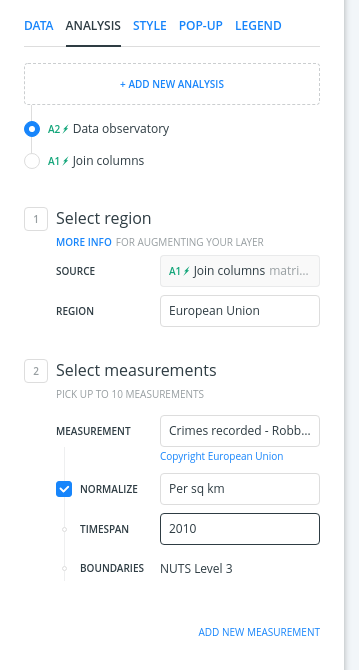 DATA ANALYSIS STYLE POP-UP LEGEND
+ ADD NEW ANALYSIS
A2 Data observatory
A1 Join columns
1 Select region
MORE INFO FOR AUGMENTING YOUR LAYER
SOURCE A1 Join columns matri...
REGION European Union
2 Select measurements
PICK UP TO 10 MEASUREMENTS
MEASUREMENT Crimes recorded - Robb...
Copyright European Union
NORMALIZE Per sq km
TIMESPAN 2010
BOUNDARIES NUTS Level 3
ADD NEW MEASUREMENT